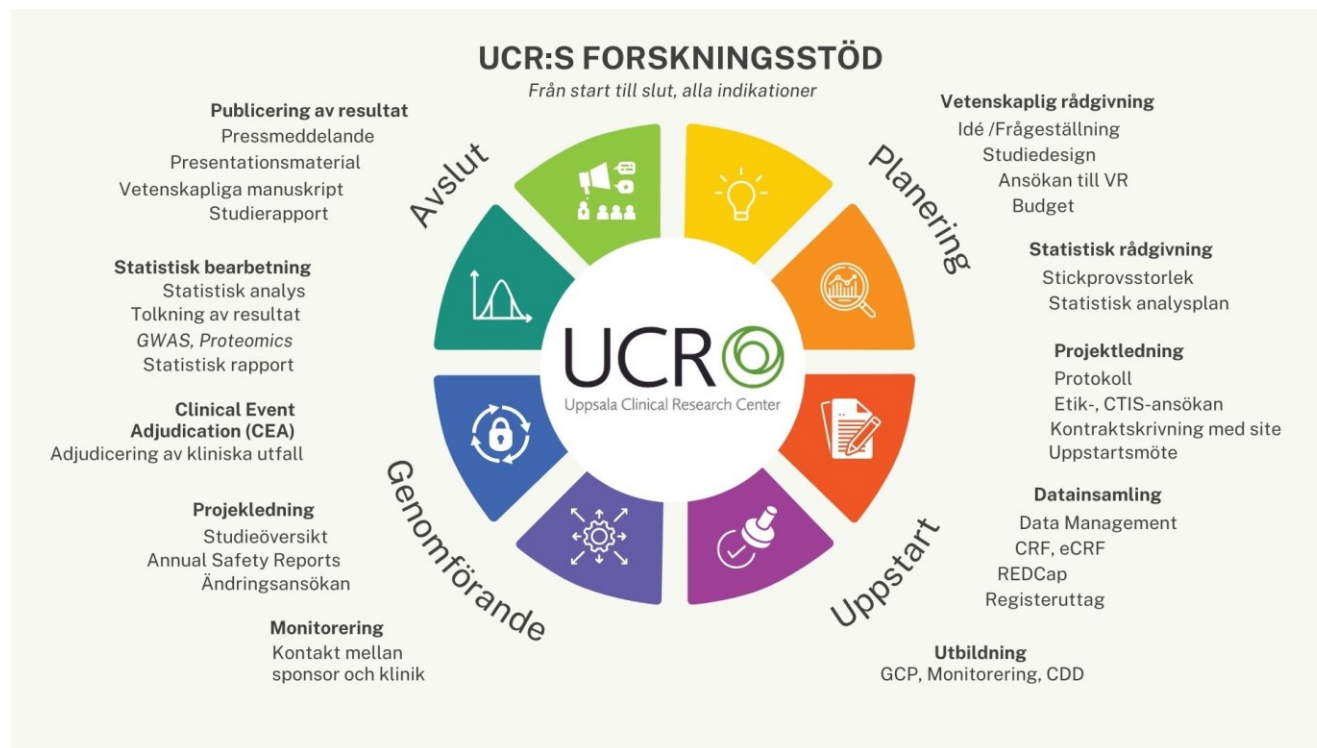 UCR:S FORSKNINGSSTÖD
Från start till slut, alla indikationer
Publicering av resultat
Pressmeddelande
Presentationsmaterial
Vetenskapliga manuskript
Studierapport
Statistisk bearbetning
Statistisk analys
Tolkning av resultat
GWAS, Proteomics
Statistisk rapport
Clinical Event
Adjudication (CEA)
Adjudicering av kliniska utfall
Projekledning
Studieöversikt
Annual Safety Reports
Ändringsansökan
Monitorering
Kontakt mellan
sponsor och klinik
Avslut
Planering
Genomförande
Uppstart
UCR
Uppsala Clinical Research Center
Vetenskaplig rådgivning
Idé /Frågeställning
Studiedesign
Ansökan till VR
Budget
Statistisk rådgivning
Stickprovsstorlek
Statistisk analysplan
Projektledning
Protokoll
Etik-, CTIS-ansökan
Kontraktskrivning med site
Uppstartsmöte
Datainsamling
Data Management
CRF, eCRF
REDCap
Registeruttag
Utbildning
GCP, Monitorering, CDD